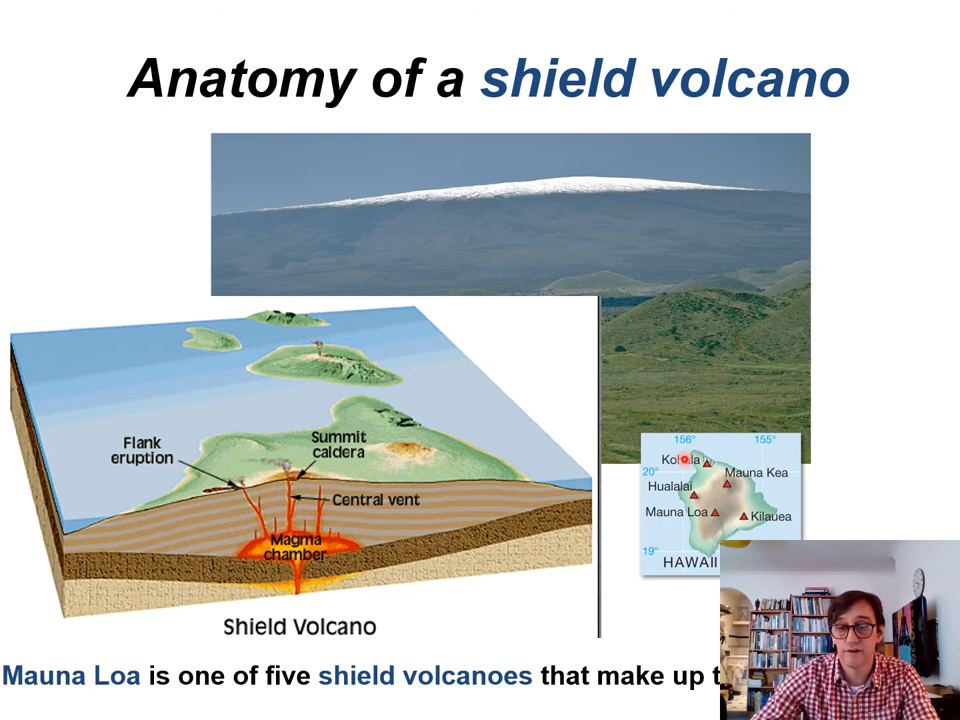 Anatomy of a shield volcano
Flank
eruption
Summit
caldera
Central vent
Magma
chamber
Shield Volcano
156°
155°
20°
Mauna Kea
Hualalai
Mauna Loa
Kilauea
19°
HAWAII
Mauna Loa is one of five shield volcanoes that make up